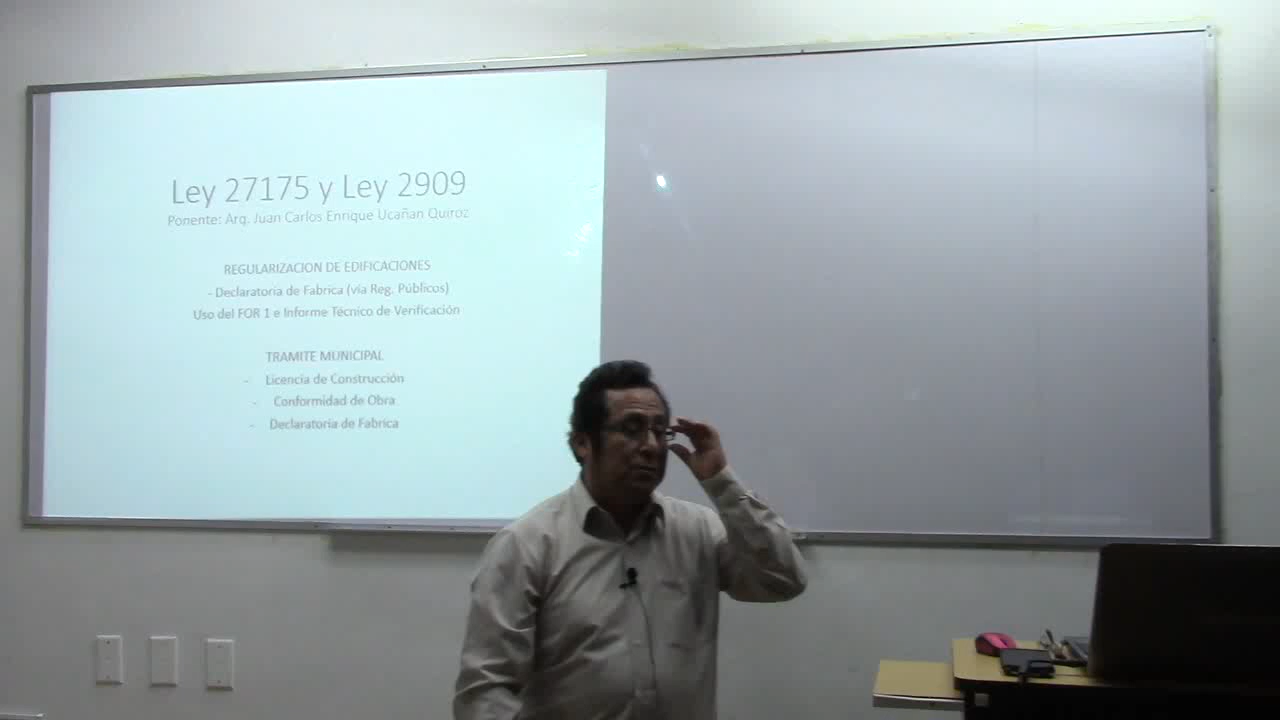 Ley 27175 y Ley 2909
Ponente: Arq. Juan Carlos Enrique Ucañan Quiroz
REGULARIZACION DE EDIFICACIONES
- Declaratoria de Fabrica (vía Reg. Públicos)
Uso del FOR 1 e Informe Técnico de Verificación
TRAMITE MUNICIPAL
- Licencia de Construcción
- Conformidad de Obra
- Declaratoria de Fabrica